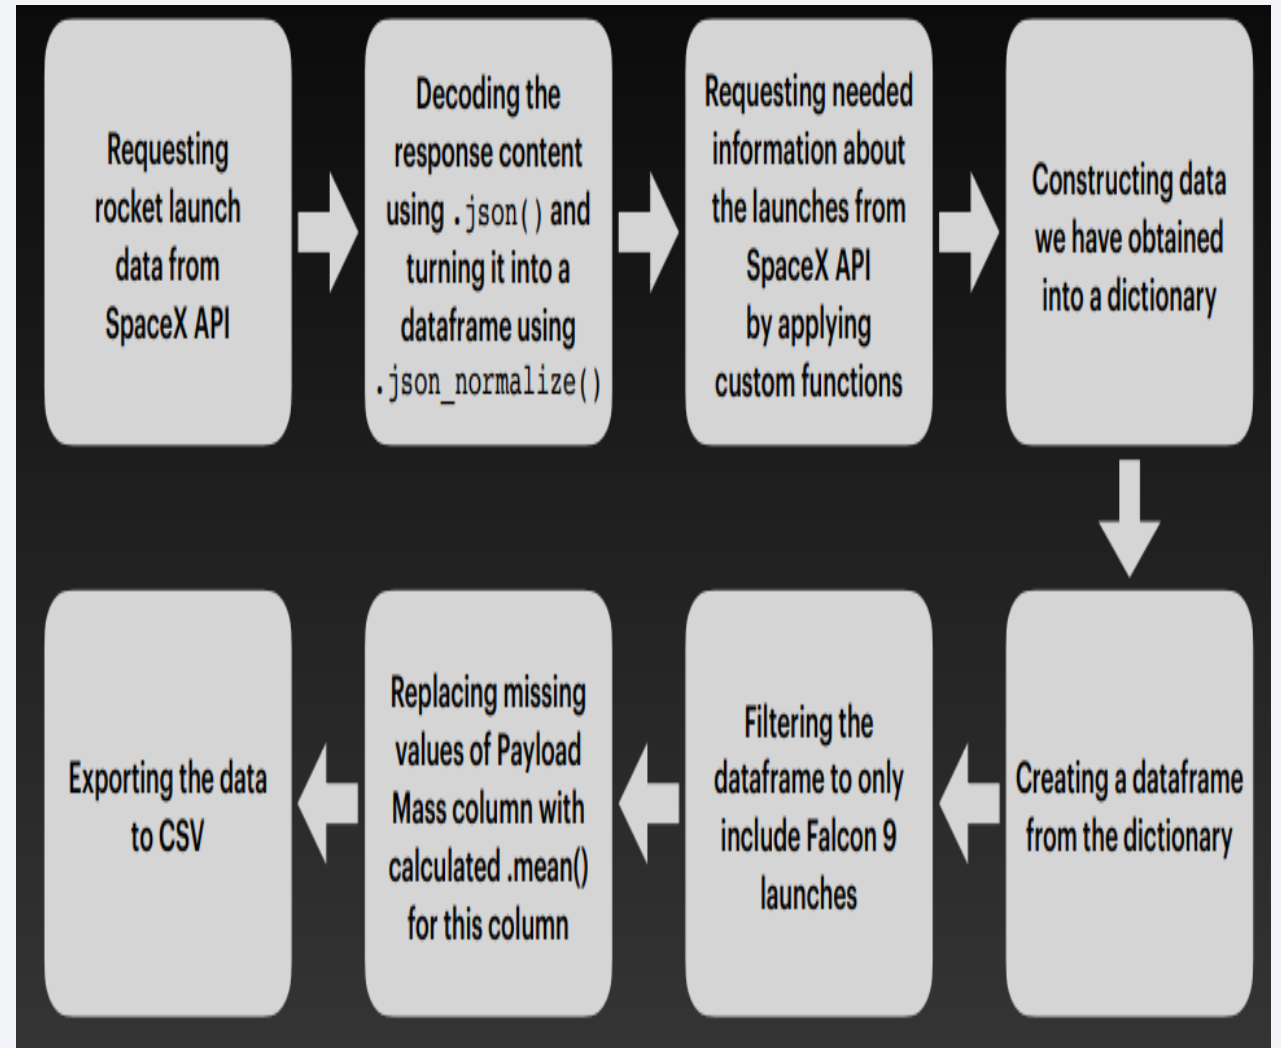 Requesting
rocket launch
data from
SpaceX API
Decoding the
response content
using .json() and
turning it into a
dataframe using
.json_normalize()
Requesting needed
information about
the launches from
SpaceX API
by applying
custom functions
Constructing data
we have obtained
into a dictionary
Creating a dataframe
from the dictionary
Filtering the
dataframe to only
include Falcon 9
launches
Replacing missing
values of Payload
Mass column with
calculated .mean()
for this column
Exporting the data
to CSV